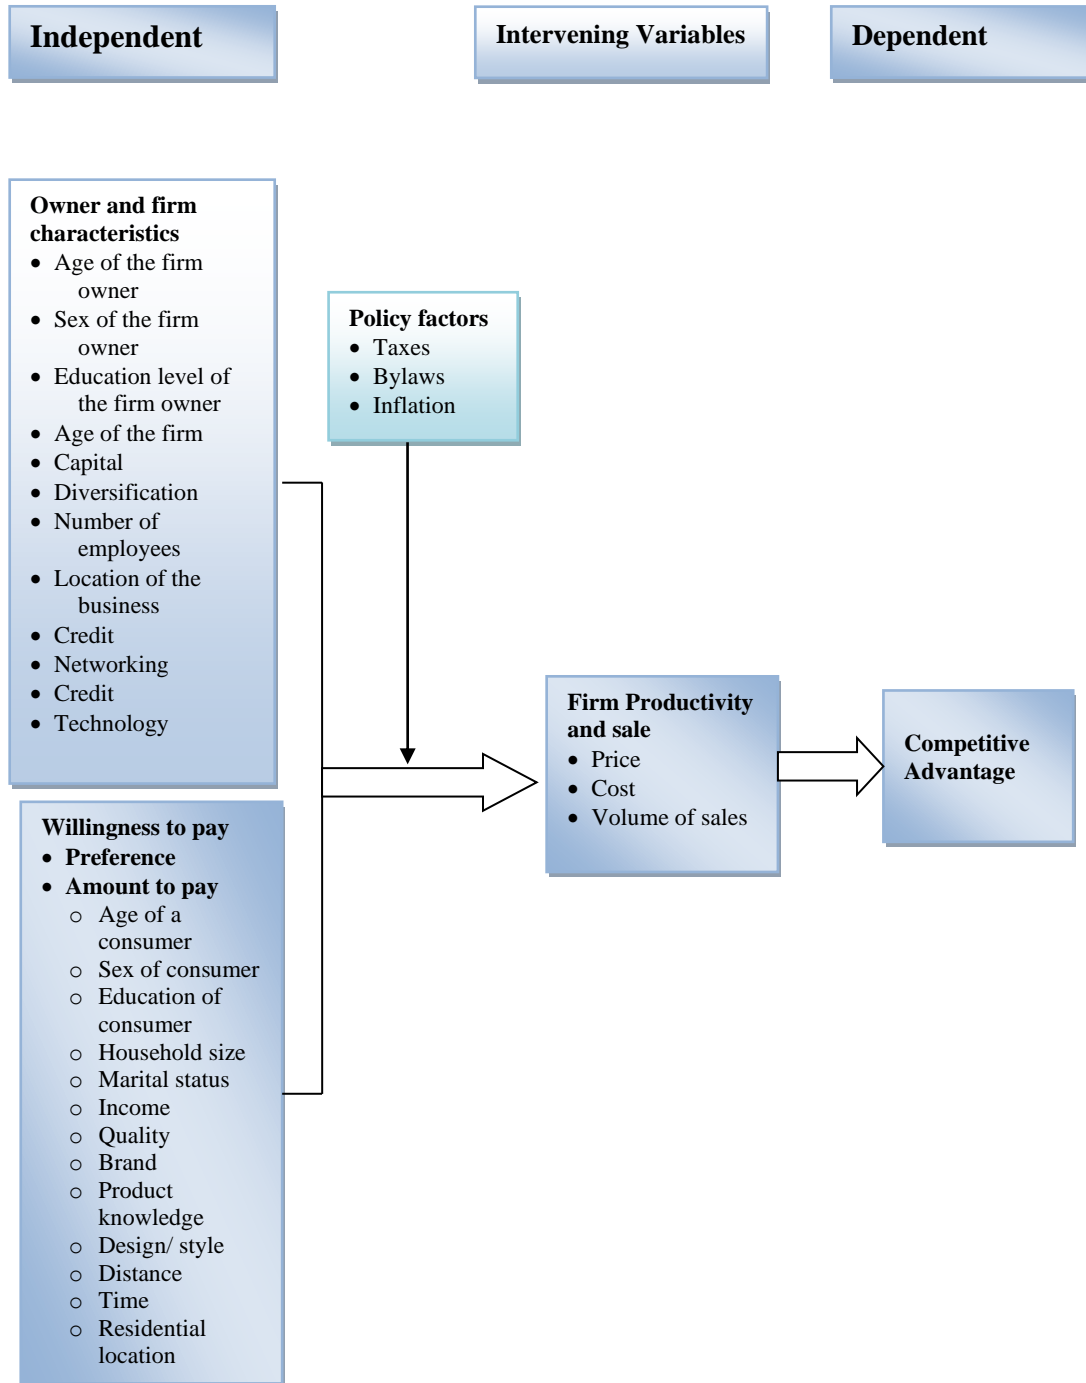 Independent
Intervening Variables
Dependent
Owner and firm
characteristics
• Age of the firm
owner
• Sex of the firm
owner
• Education level of
the firm owner
• Age of the firm
• Capital
• Diversification
• Number of
employees
• Location of the
business
• Credit
• Networking
• Credit
• Technology
Policy factors
• Taxes
• Bylaws
• Inflation
Willingness to pay
• Preference
• Amount to pay
o Age of a
consumer
o Sex of consumer
o Education of
consumer
o Household size
o Marital status
o Income
o Quality
o Brand
o Product
knowledge
o Design/ style
o Distance
o Time
o Residential
location
Firm Productivity
and sale
• Price
• Cost
• Volume of sales
Competitive
Advantage